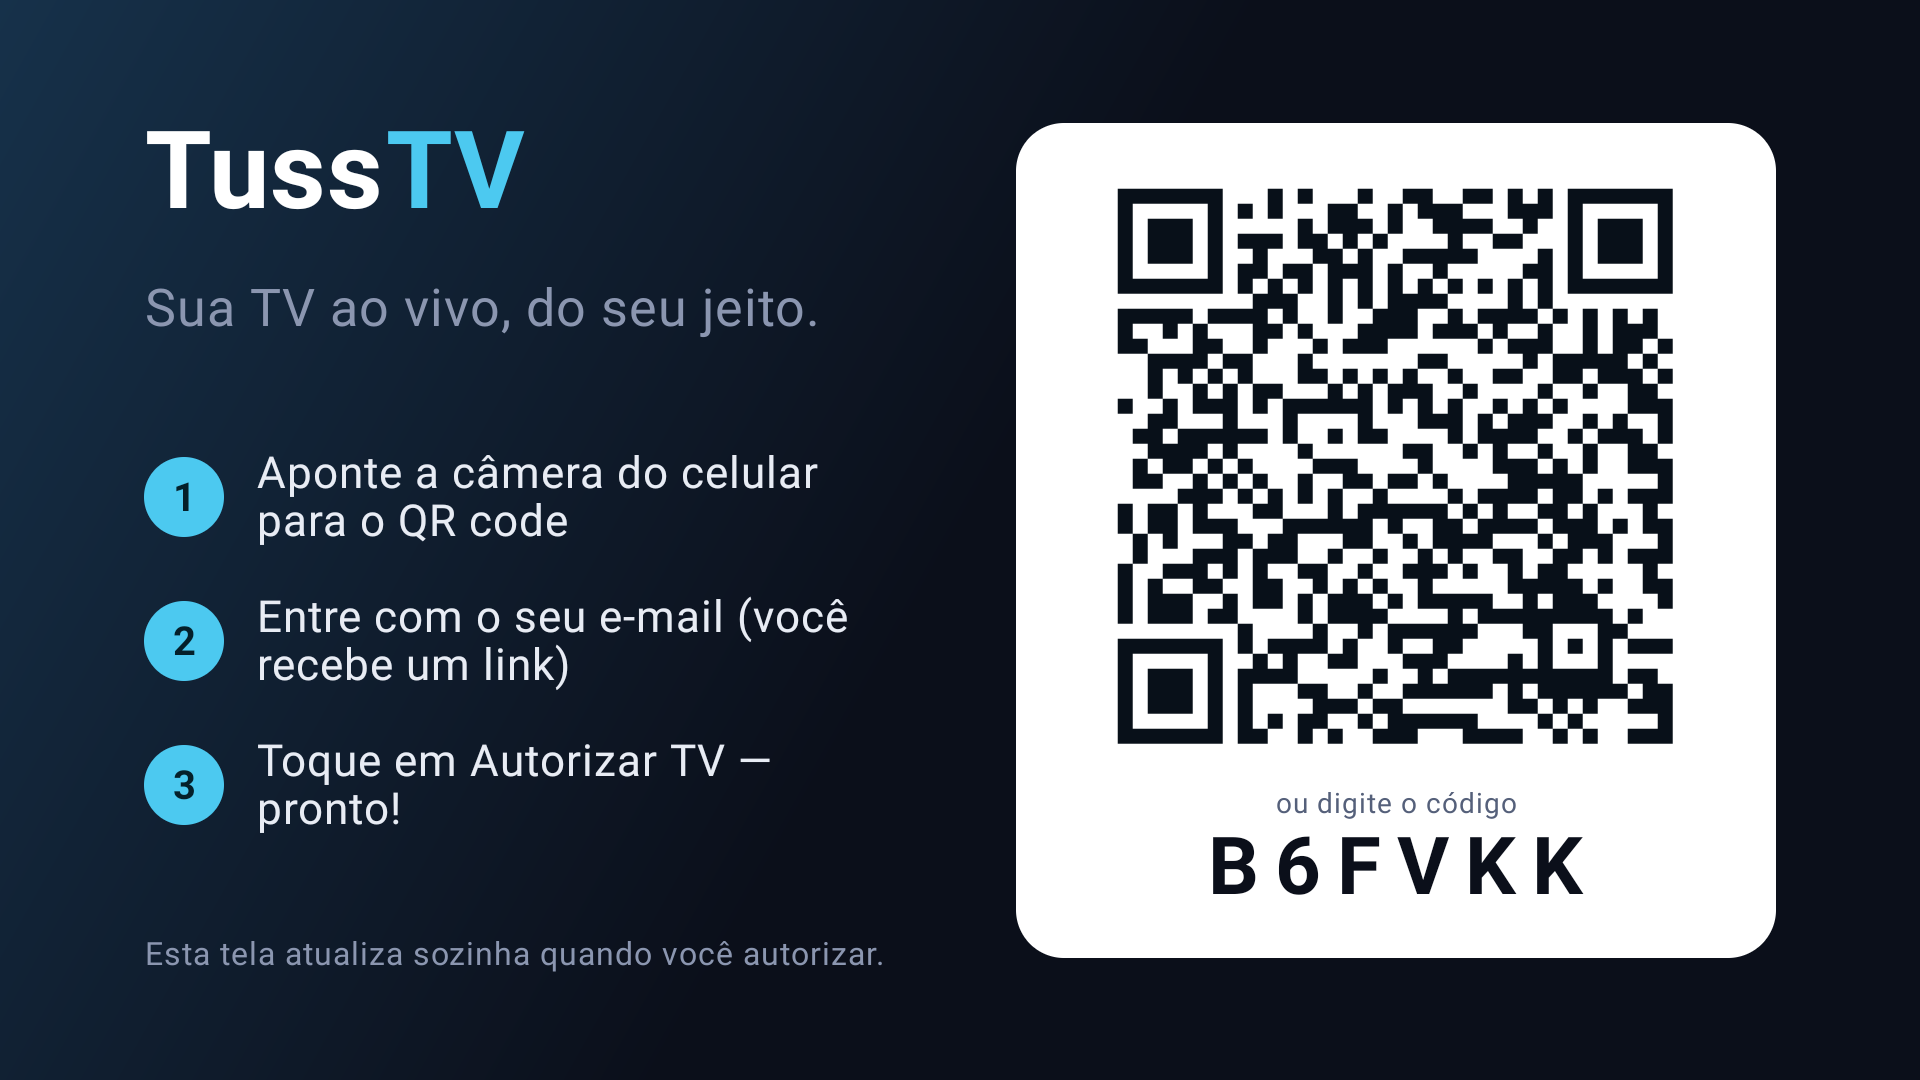 TussTV
Sua TV ao vivo, do seu jeito.
1
Aponte a câmera do celular
para o QR code
2
Entre com o seu e-mail (você
recebe um link)
3
Toque em Autorizar TV —
pronto!
Esta tela atualiza sozinha quando você autorizar.
ou digite o código
B6FVKK